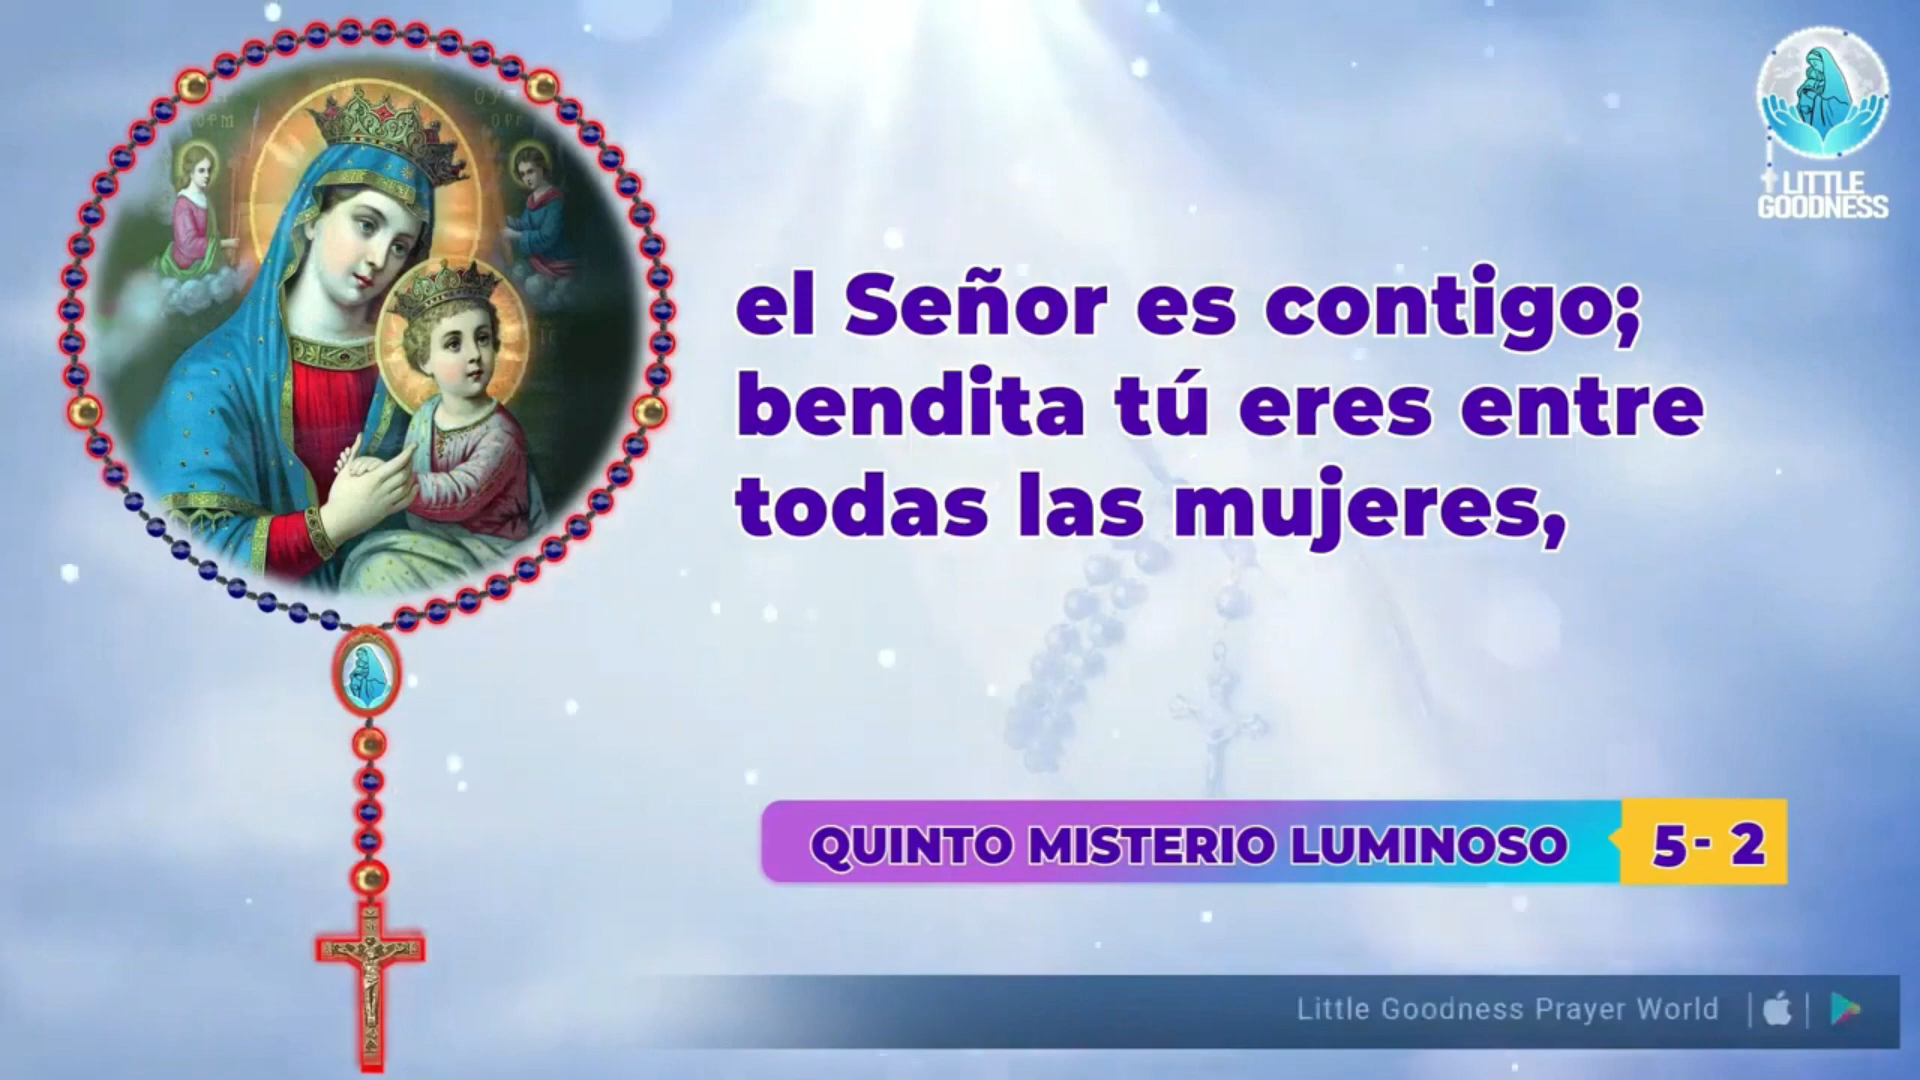 LITTLE
GOODNESS
el Señor es contigo;
bendita tú eres entre
todas las mujeres,
QUINTO MISTERIO LUMINOSO
5- 2
Little Goodness Prayer World